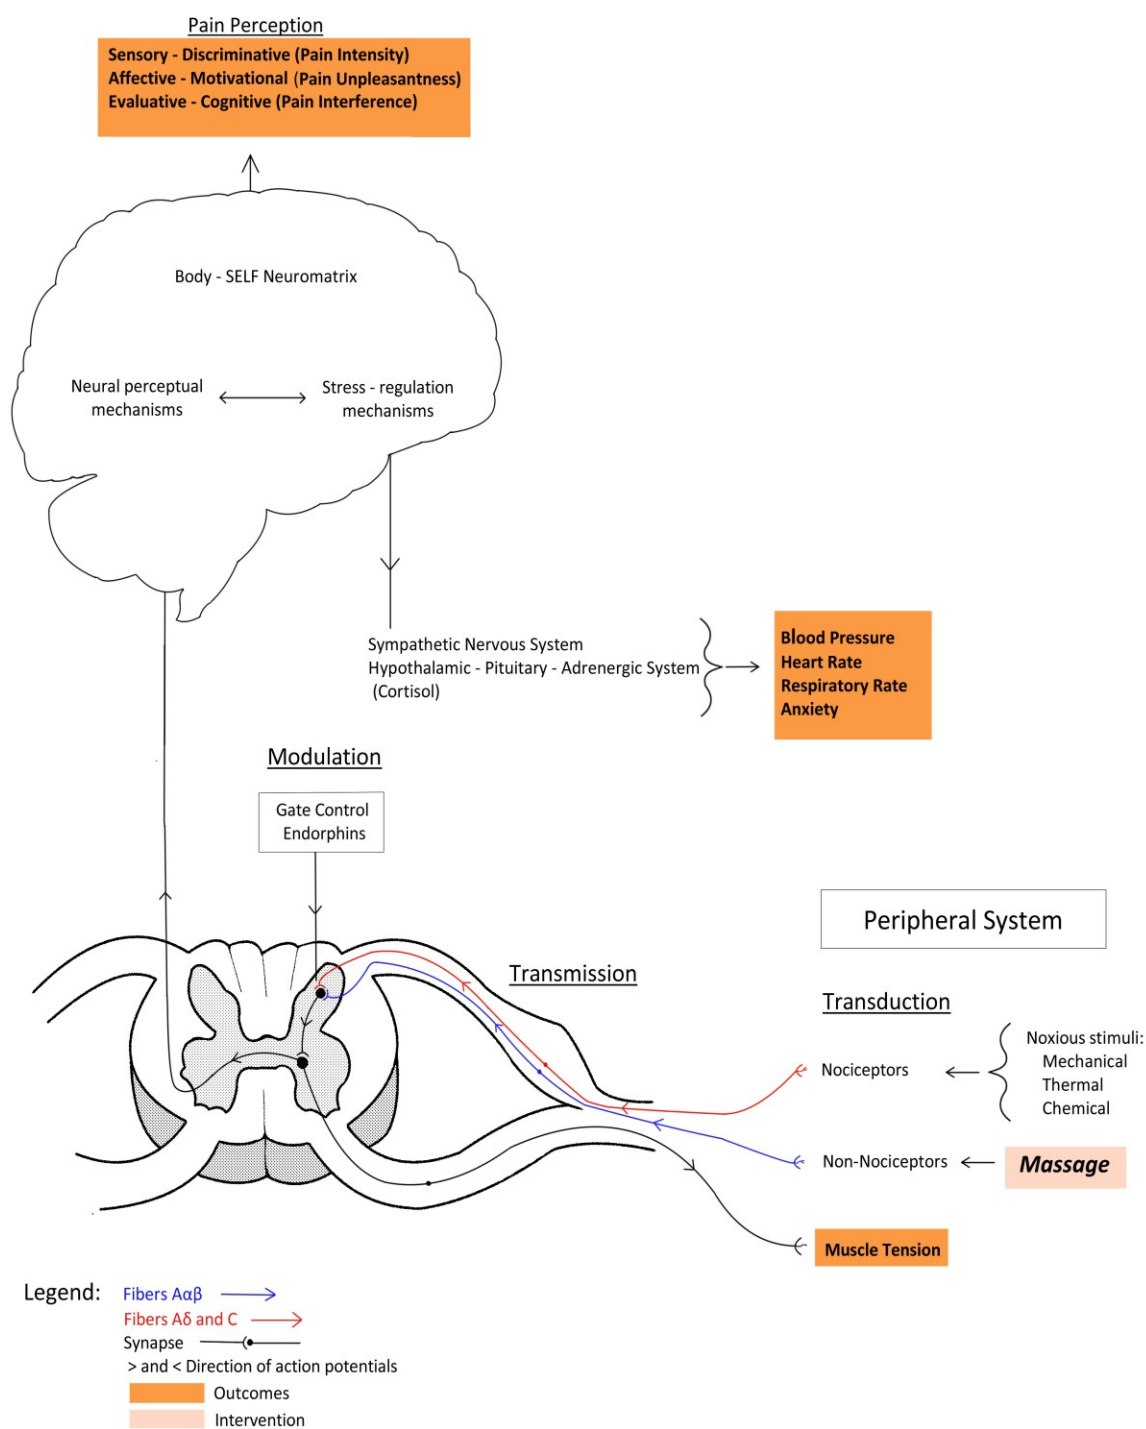 Pain Perception
Sensory - Discriminative (Pain Intensity)
Affective - Motivational (Pain Unpleasantness)
Evaluative - Cognitive (Pain Interference)
Body - SELF Neuromatrix
Neural perceptual
mechanisms
Stress - regulation
mechanisms
Sympathetic Nervous System
Hypothalamic - Pituitary - Adrenergic System
(Cortisol)
Blood Pressure
Heart Rate
Respiratory Rate
Anxiety
Modulation
Gate Control
Endorphins
Peripheral System
Transmission
Transduction
Nociceptors
Noxious stimuli:
Mechanical
Thermal
Chemical
Non-Nociceptors
Massage
Muscle Tension
Legend:
Fibers Aαβ
Fibers Aδ and C
Synapse
> and < Direction of action potentials
Outcomes
Intervention